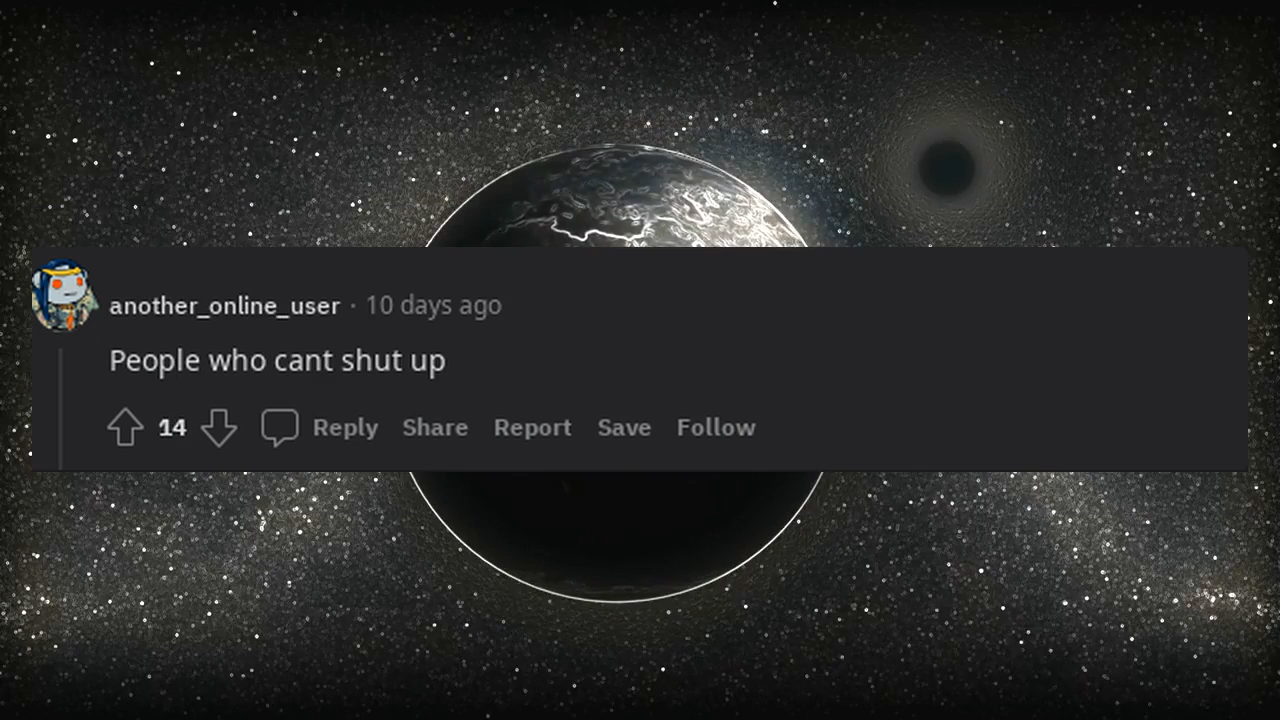 another_online_user · 10 days ago
People who cant shut up
14 Reply Share Report Save Follow